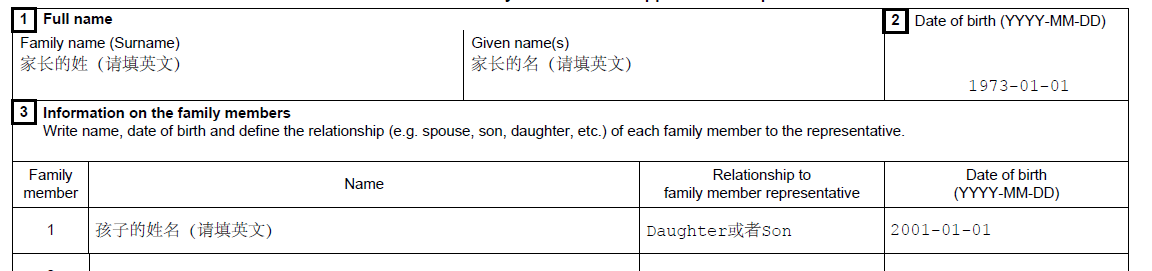 1 Full name
2 Date of birth (YYYY-MM-DD)
Family name (Surname)
家长的姓 (请填英文)
Given name(s)
家长的名 (请填英文)
1973-01-01
3 Information on the family members
Write name, date of birth and define the relationship (e.g. spouse, son, daughter, etc.) of each family member to the representative.
Family
member
Name
Relationship to
family member representative
Date of birth
(YYYY-MM-DD)
1
孩子的姓名 (请填英文)
Daughter或者Son
2001-01-01